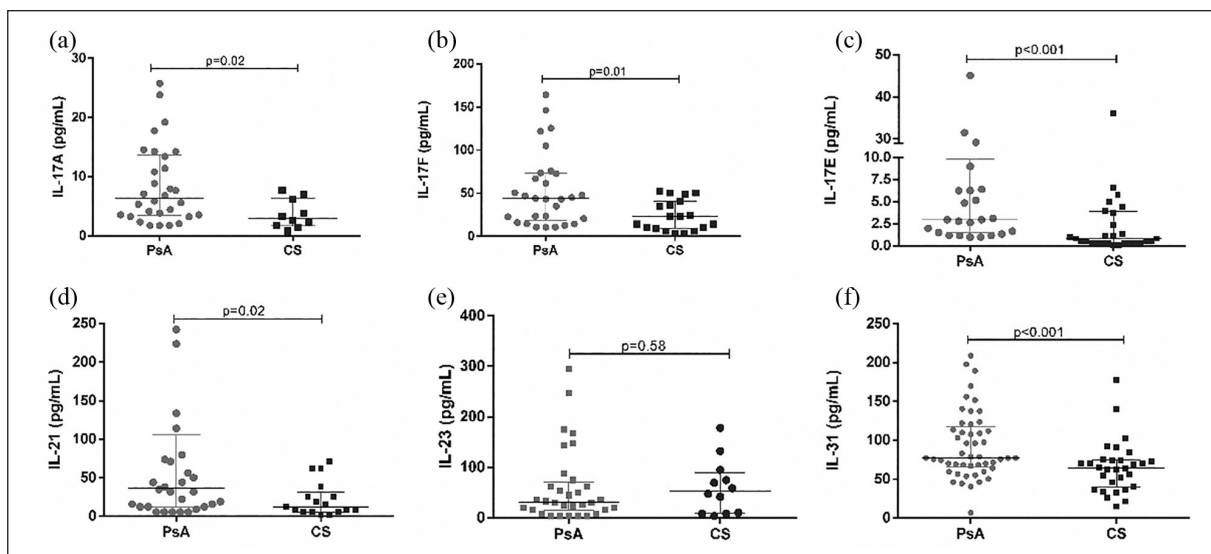 (a)
IL-17A (pg/mL)
30
20
10
0
p=0.02
PsA
CS
(b)
IL-17F (pg/mL)
200
150
100
50
0
p=0.01
PsA
CS
(c)
IL-17E (pg/mL)
50
40
30
10.0
7.5
5.0
2.5
0.0
p<0.001
PsA
CS
(d)
IL-21 (pg/mL)
250
200
150
100
50
0
p=0.02
PsA
CS
(e)
IL-23 (pg/mL)
400
300
200
100
0
p=0.58
PsA
CS
(f)
IL-31 (pg/mL)
250
200
150
100
50
0
p<0.001
PsA
CS